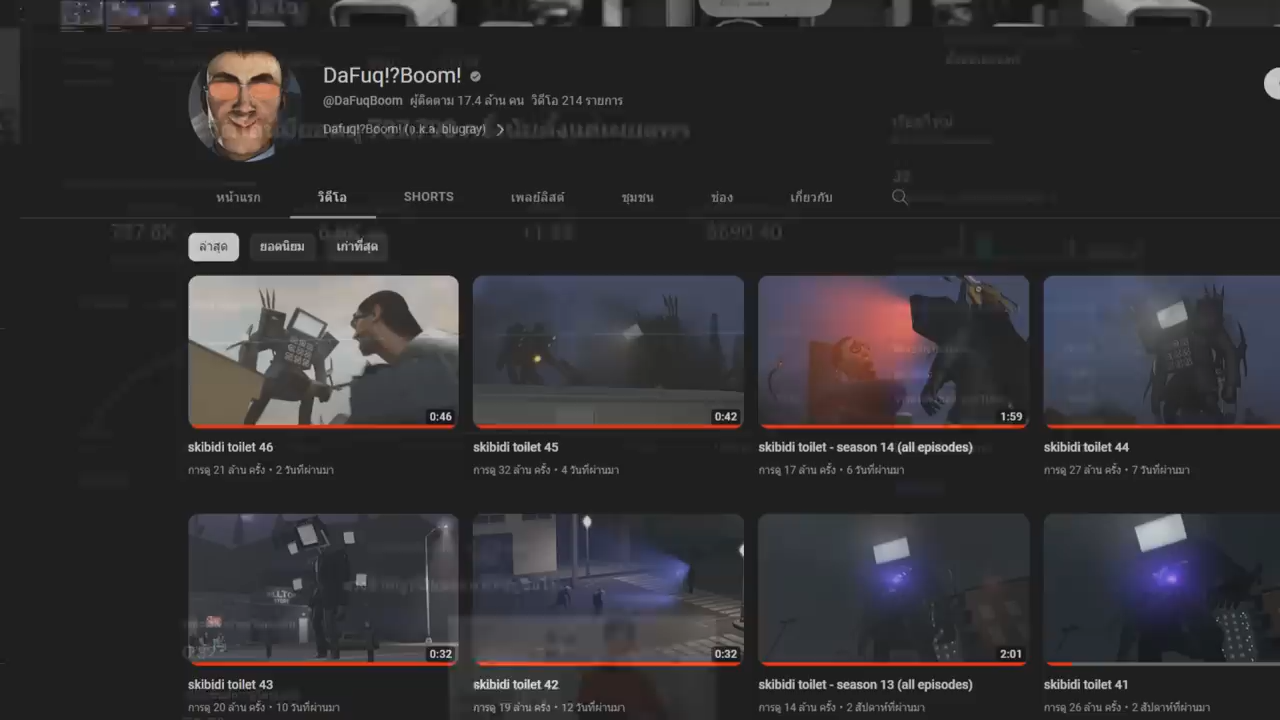 DaFuq!?Boom!
@DaFuqBoom ผู้ติดตาม 17.4 ล้าน คน วิดีโอ 214 รายการ
Dafuq!?Boom! (o.k.a. blugray)
หน้าแรก วิดีโอ SHORTS เพลย์ลิสต์ ชุมชน ช่อง เกี่ยวกับ
ล่าสุด ยอดนิยม เก่าที่สุด
0:46 0:42 1:59
skibidi toilet 46 skibidi toilet 45 skibidi toilet - season 14 (all episodes) skibidi toilet 44
การดู 21 ล้าน ครั้ง • 2 วันที่ผ่านมา การดู 32 ล้าน ครั้ง • 4 วันที่ผ่านมา การดู 17 ล้าน ครั้ง • 6 วันที่ผ่านมา การดู 27 ล้าน ครั้ง • 7 วันที่ผ่านมา
0:32 0:32 2:01
skibidi toilet 43 skibidi toilet 42 skibidi toilet - season 13 (all episodes) skibidi toilet 41
การดู 20 ล้าน ครั้ง • 10 วันที่ผ่านมา การดู 19 ล้าน ครั้ง • 12 วันที่ผ่านมา การดู 14 ล้าน ครั้ง • 2 สัปดาห์ที่ผ่านมา การดู 26 ล้าน ครั้ง • 2 สัปดาห์ที่ผ่านมา